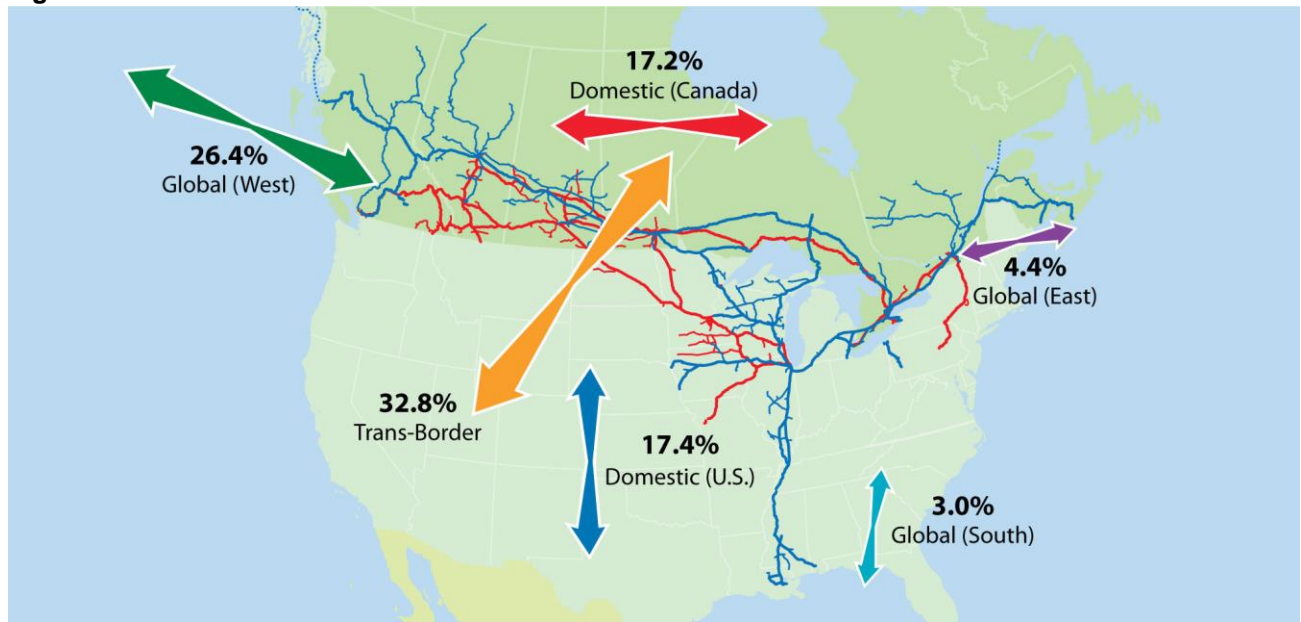 17.2%
Domestic (Canada)
26.4%
Global (West)
4.4%
Global (East)
32.8%
Trans-Border
17.4%
Domestic (U.S.)
3.0%
Global (South)